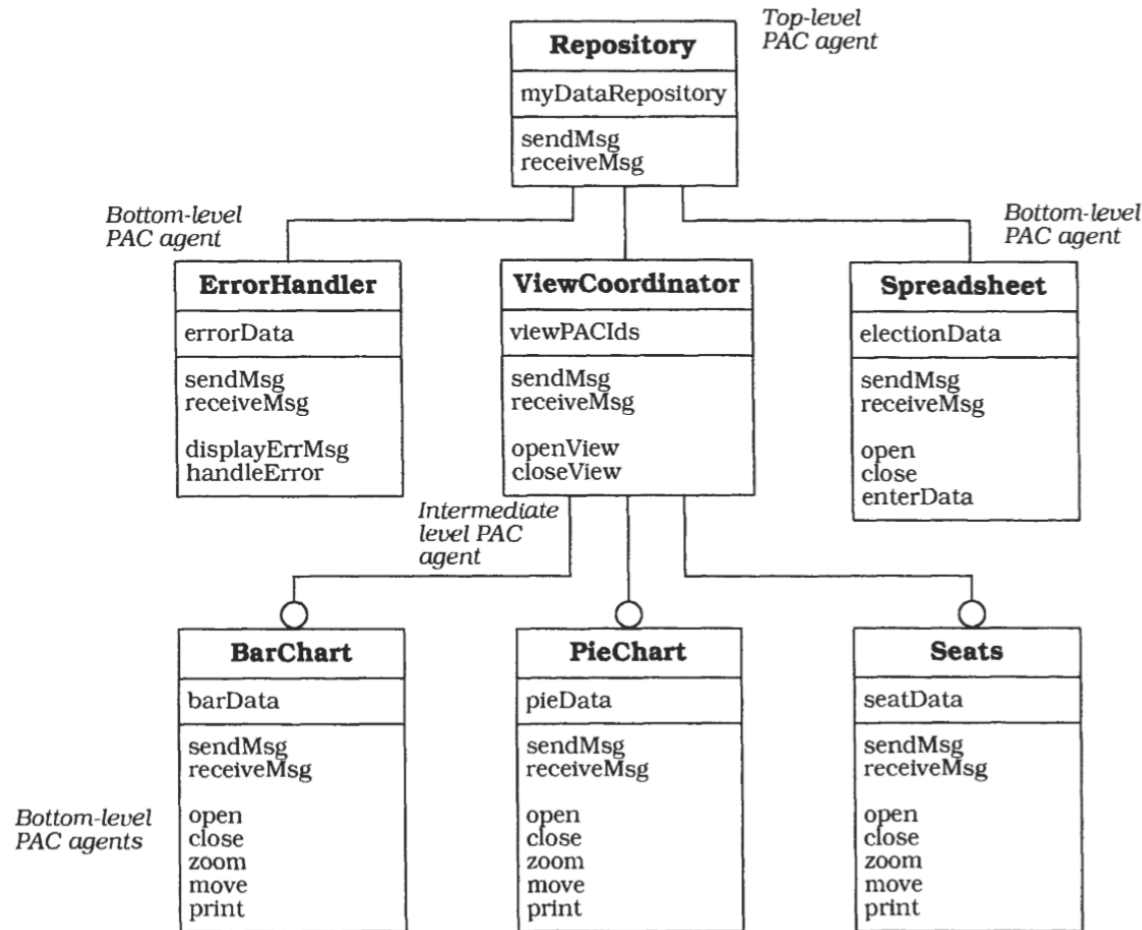 Top-level
PAC agent
Repository
myDataRepository
sendMsg
receiveMsg
Bottom-level
PAC agent
Bottom-level
PAC agent
ErrorHandler
errorData
sendMsg
receiveMsg
displayErrMsg
handleError
ViewCoordinator
viewPACIds
sendMsg
receiveMsg
openView
closeView
Spreadsheet
electionData
sendMsg
receiveMsg
open
close
enterData
Intermediate
level PAC
agent
BarChart
barData
sendMsg
receiveMsg
open
close
zoom
move
print
PieChart
pieData
sendMsg
receiveMsg
open
close
zoom
move
print
Seats
seatData
sendMsg
receiveMsg
open
close
zoom
move
print
Bottom-level
PAC agents